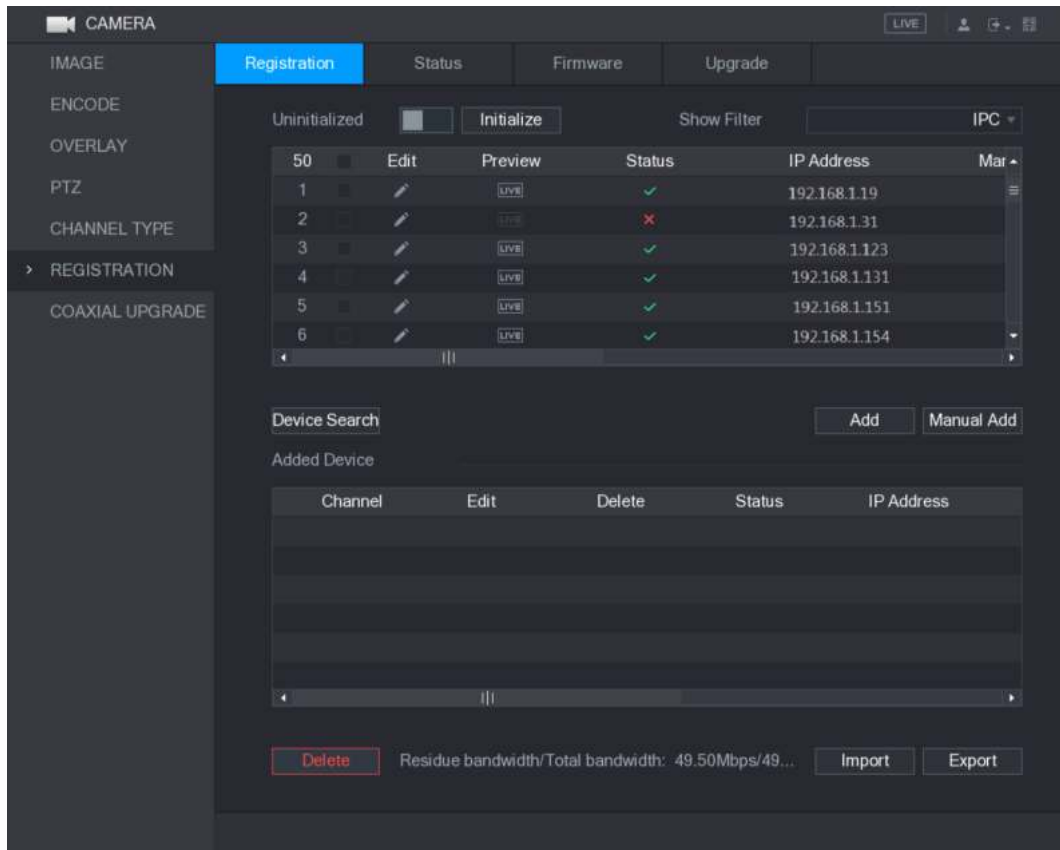 CAMERA LIVE
IMAGE
ENCODE
OVERLAY
PTZ
CHANNEL TYPE
REGISTRATION
COAXIAL UPGRADE
Registration Status Firmware Upgrade
Uninitialized Initialize Show Filter IPC
50 Edit Preview Status IP Address Mar
1 LIVE 192.168.1.19
2 LIVE 192.168.1.31
3 LIVE 192.168.1.123
4 LIVE 192.168.1.131
5 LIVE 192.168.1.151
6 LIVE 192.168.1.154
Device Search Add Manual Add
Added Device
Channel Edit Delete Status IP Address
Delete Residue bandwidth/Total bandwidth: 49.50Mbps/49... Import Export